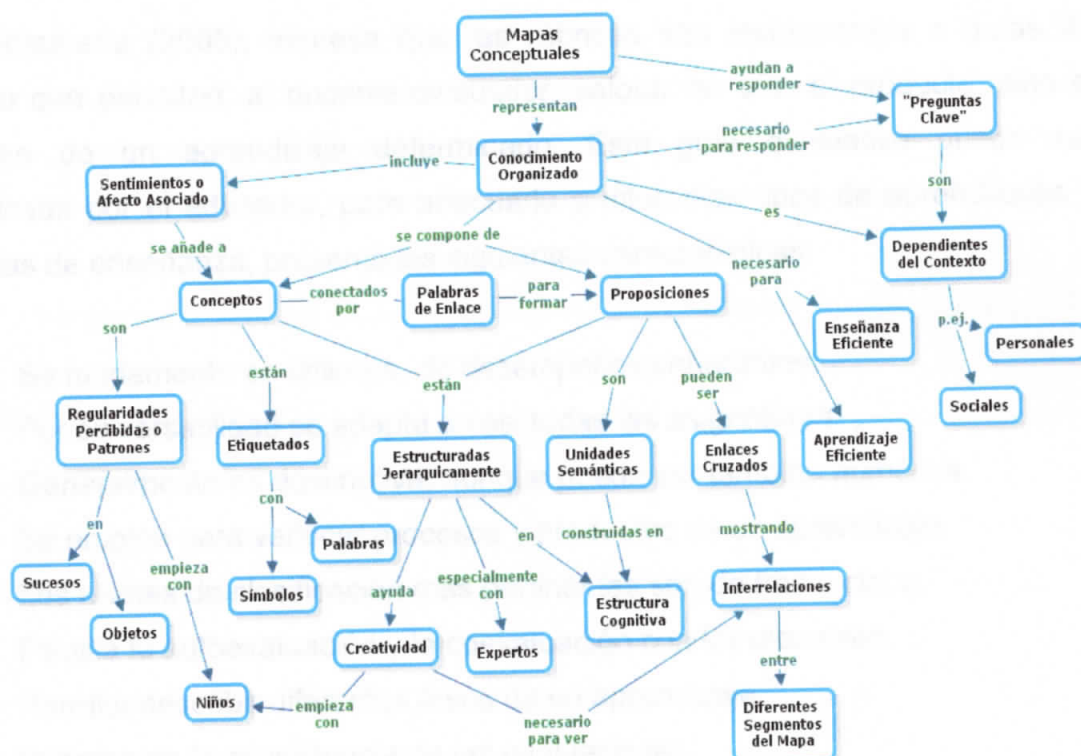 Mapas
Conceptuales
ayudan a
responder
representan
"Preguntas
Clave"
necesario
para responder
incluye
Conocimiento
Organizado
Sentimientos o
Afecto Asociado
son
es
se añade a
se compone de
Dependientes
del Contexto
necesario
para
Conceptos
conectados
por
Palabras
de Enlace
para
formar
Proposiciones
Enseñanza
Eficiente
p.ej.
Personales
son
están
están
son
pueden
ser
Sociales
Regularidades
Percibidas o
Patrones
Etiquetados
Estructuradas
Jerarquicamente
Unidades
Semánticas
Enlaces
Cruzados
Aprendizaje
Eficiente
en
con
en
construidas en
mostrando
Palabras
empieza
con
Sucesos
Símbolos
ayuda
especialmente
con
Estructura
Cognitiva
Interrelaciones
Objetos
Creatividad
Expertos
entre
Niños
empieza
con
necesario
para ver
Diferentes
Segmentos
del Mapa